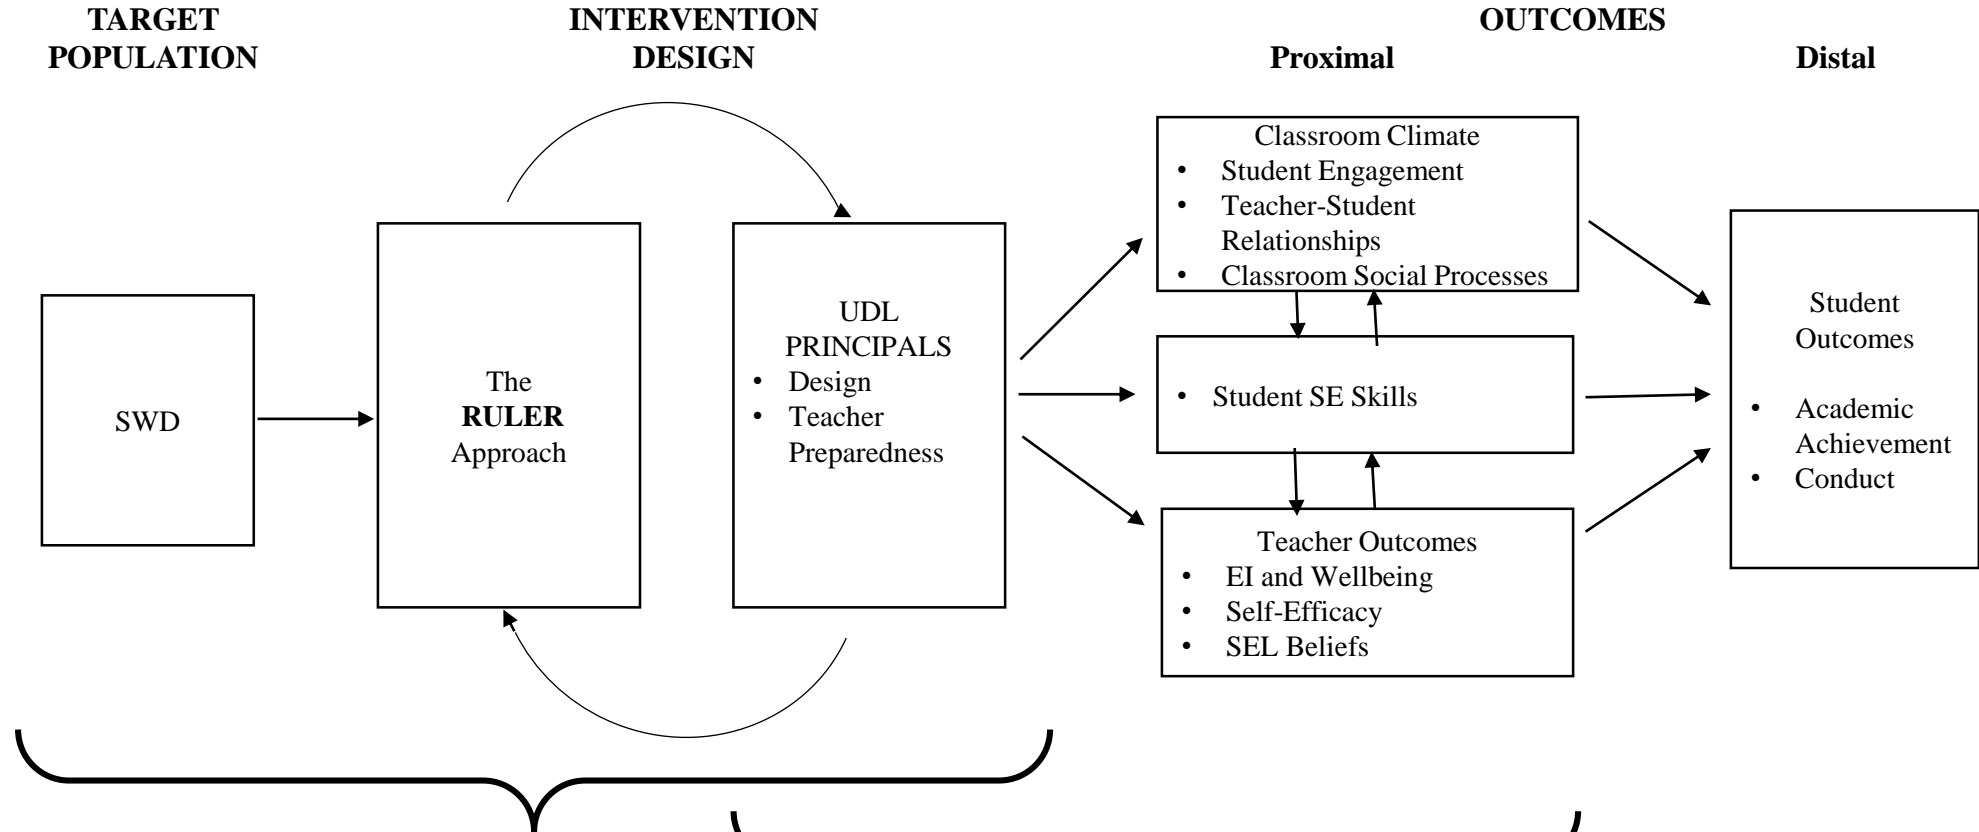 TARGET
POPULATION
INTERVENTION
DESIGN
OUTCOMES
Proximal
Distal
SWD
The
RULER
Approach
UDL
PRINCIPALS
• Design
• Teacher
Preparedness
Classroom Climate
• Student Engagement
• Teacher-Student
Relationships
• Classroom Social Processes
• Student SE Skills
Teacher Outcomes
• EI and Wellbeing
• Self-Efficacy
• SEL Beliefs
Student
Outcomes
• Academic
Achievement
• Conduct